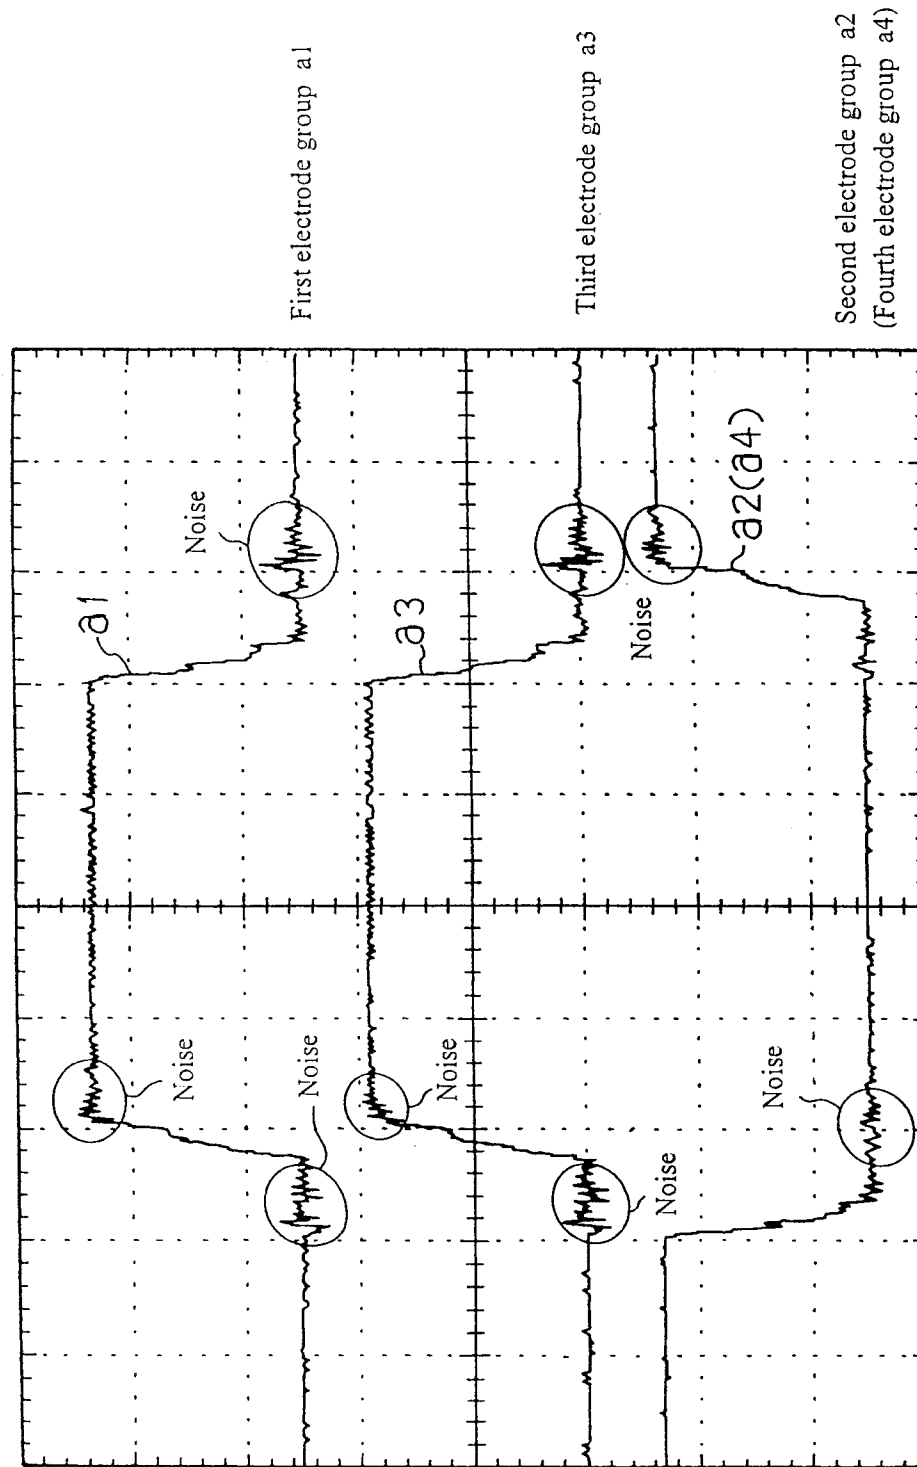 a1
Noise
First electrode group a1
Noise
Noise
a3
Noise
Third electrode group a3
Noise
Noise
a2(a4)
Noise
Second electrode group a2
(Fourth electrode group a4)